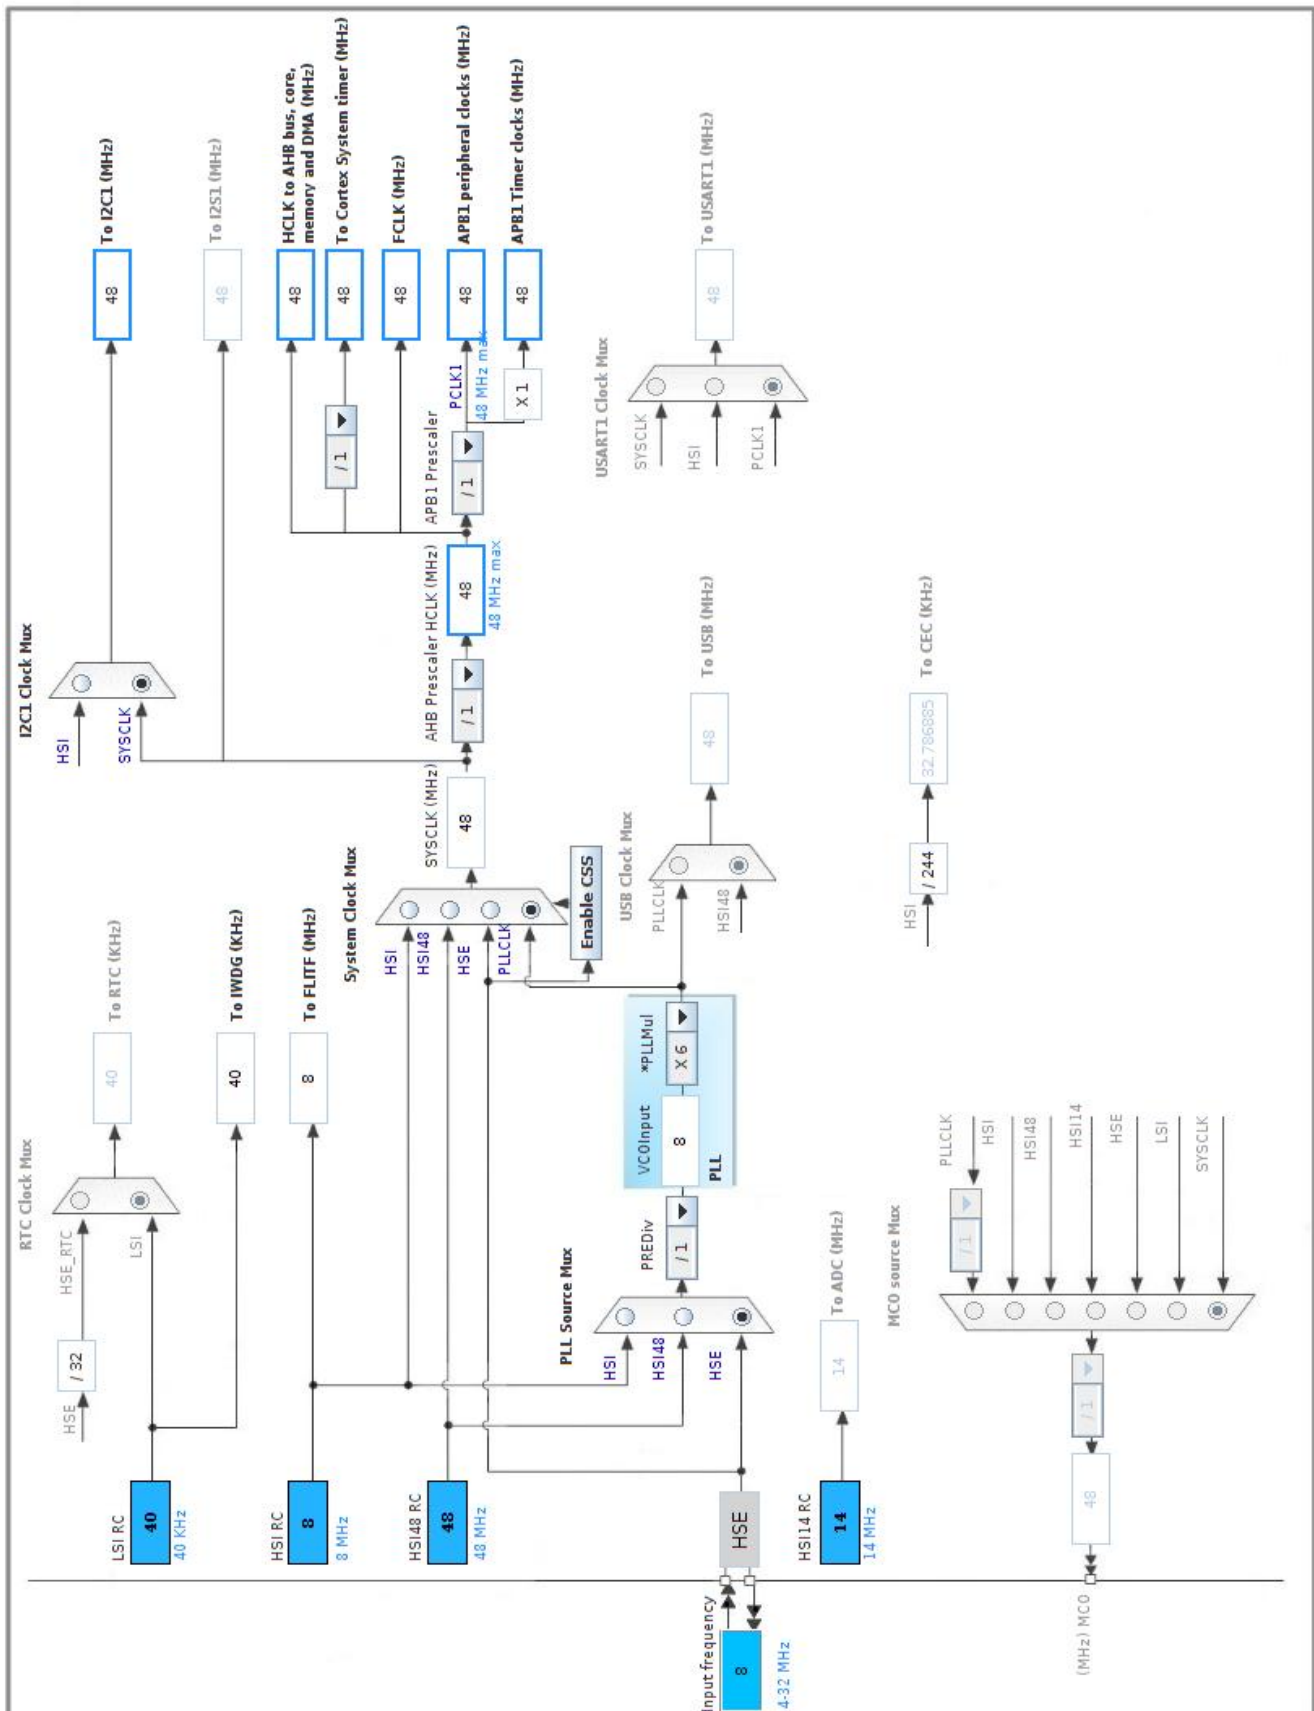 RTC Clock Mux
HSE
/ 32
HSE_RTC
LSI
40
To RTC (KHz)
LSI RC
40
40 KHz
40
To IWDG (KHz)
HSI RC
8
8 MHz
8
To FLITF (MHz)
HSI48 RC
48
48 MHz
I2C1 Clock Mux
HSI
SYSCLK
48
To I2C1 (MHz)
48
To I2S1 (MHz)
System Clock Mux
HSI
HSI48
HSE
PLLCLK
Enable CSS
SYSCLK (MHz)
48
AHB Prescaler
/ 1
HCLK (MHz)
48
48 MHz max
48
HCLK to AHB bus, core,
memory and DMA (MHz)
/ 1
48
To Cortex System timer (MHz)
48
FCLK (MHz)
APB1 Prescaler
/ 1
PCLK1
48 MHz max
48
APB1 peripheral clocks (MHz)
X 1
48
APB1 Timer clocks (MHz)
PLL Source Mux
HSI
HSI48
HSE
PREDiv
/ 1
VCOInput
8
*PLLMul
X 6
PLL
Input frequency
8
4-32 MHz
HSE
USB Clock Mux
PLLCLK
HSI48
48
To USB (MHz)
USART1 Clock Mux
SYSCLK
HSI
PCLK1
48
To USART1 (MHz)
HSI14 RC
14
14 MHz
14
To ADC (MHz)
HSI
/ 244
32.786885
To CEC (KHz)
MCO source Mux
PLLCLK
/ 1
HSI
HSI48
HSI14
HSE
LSI
SYSCLK
/ 1
48
(MHz) MCO